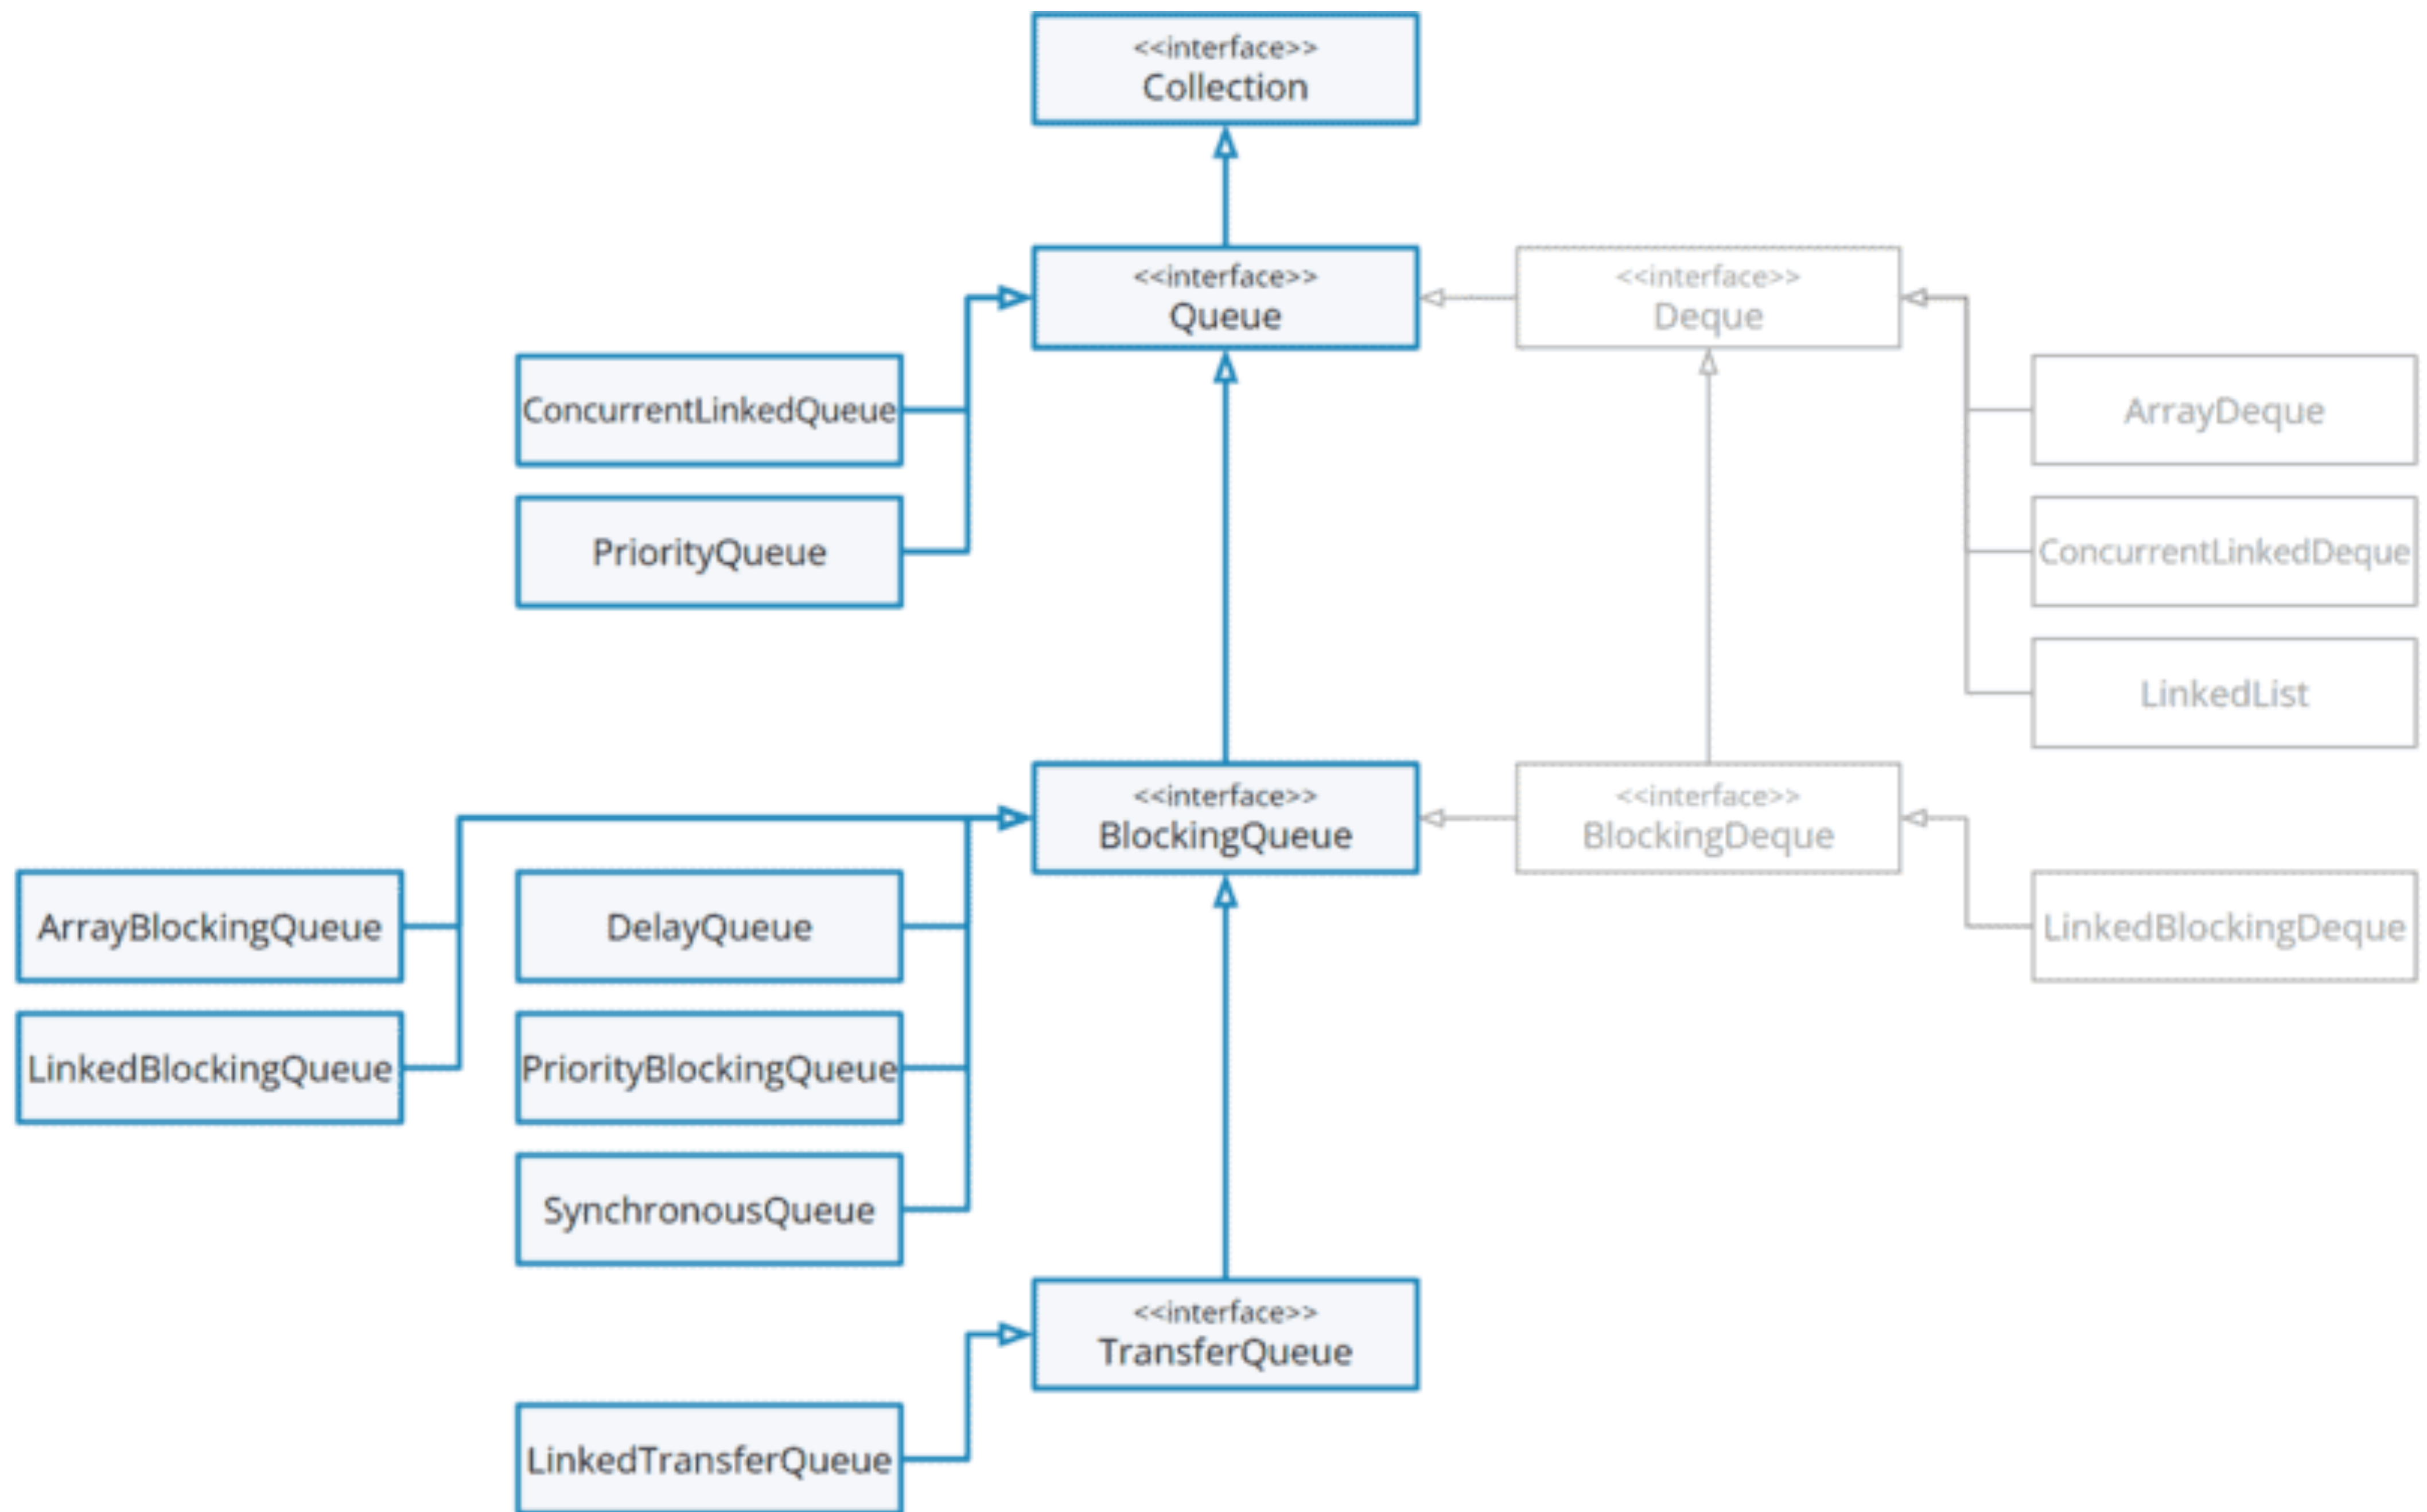 <<interface>>
Collection
<<interface>>
Queue
<<interface>>
Deque
ConcurrentLinkedQueue
ArrayDeque
PriorityQueue
ConcurrentLinkedDeque
LinkedList
<<interface>>
BlockingQueue
<<interface>>
BlockingDeque
ArrayBlockingQueue
DelayQueue
LinkedBlockingDeque
LinkedBlockingQueue
PriorityBlockingQueue
SynchronousQueue
<<interface>>
TransferQueue
LinkedTransferQueue